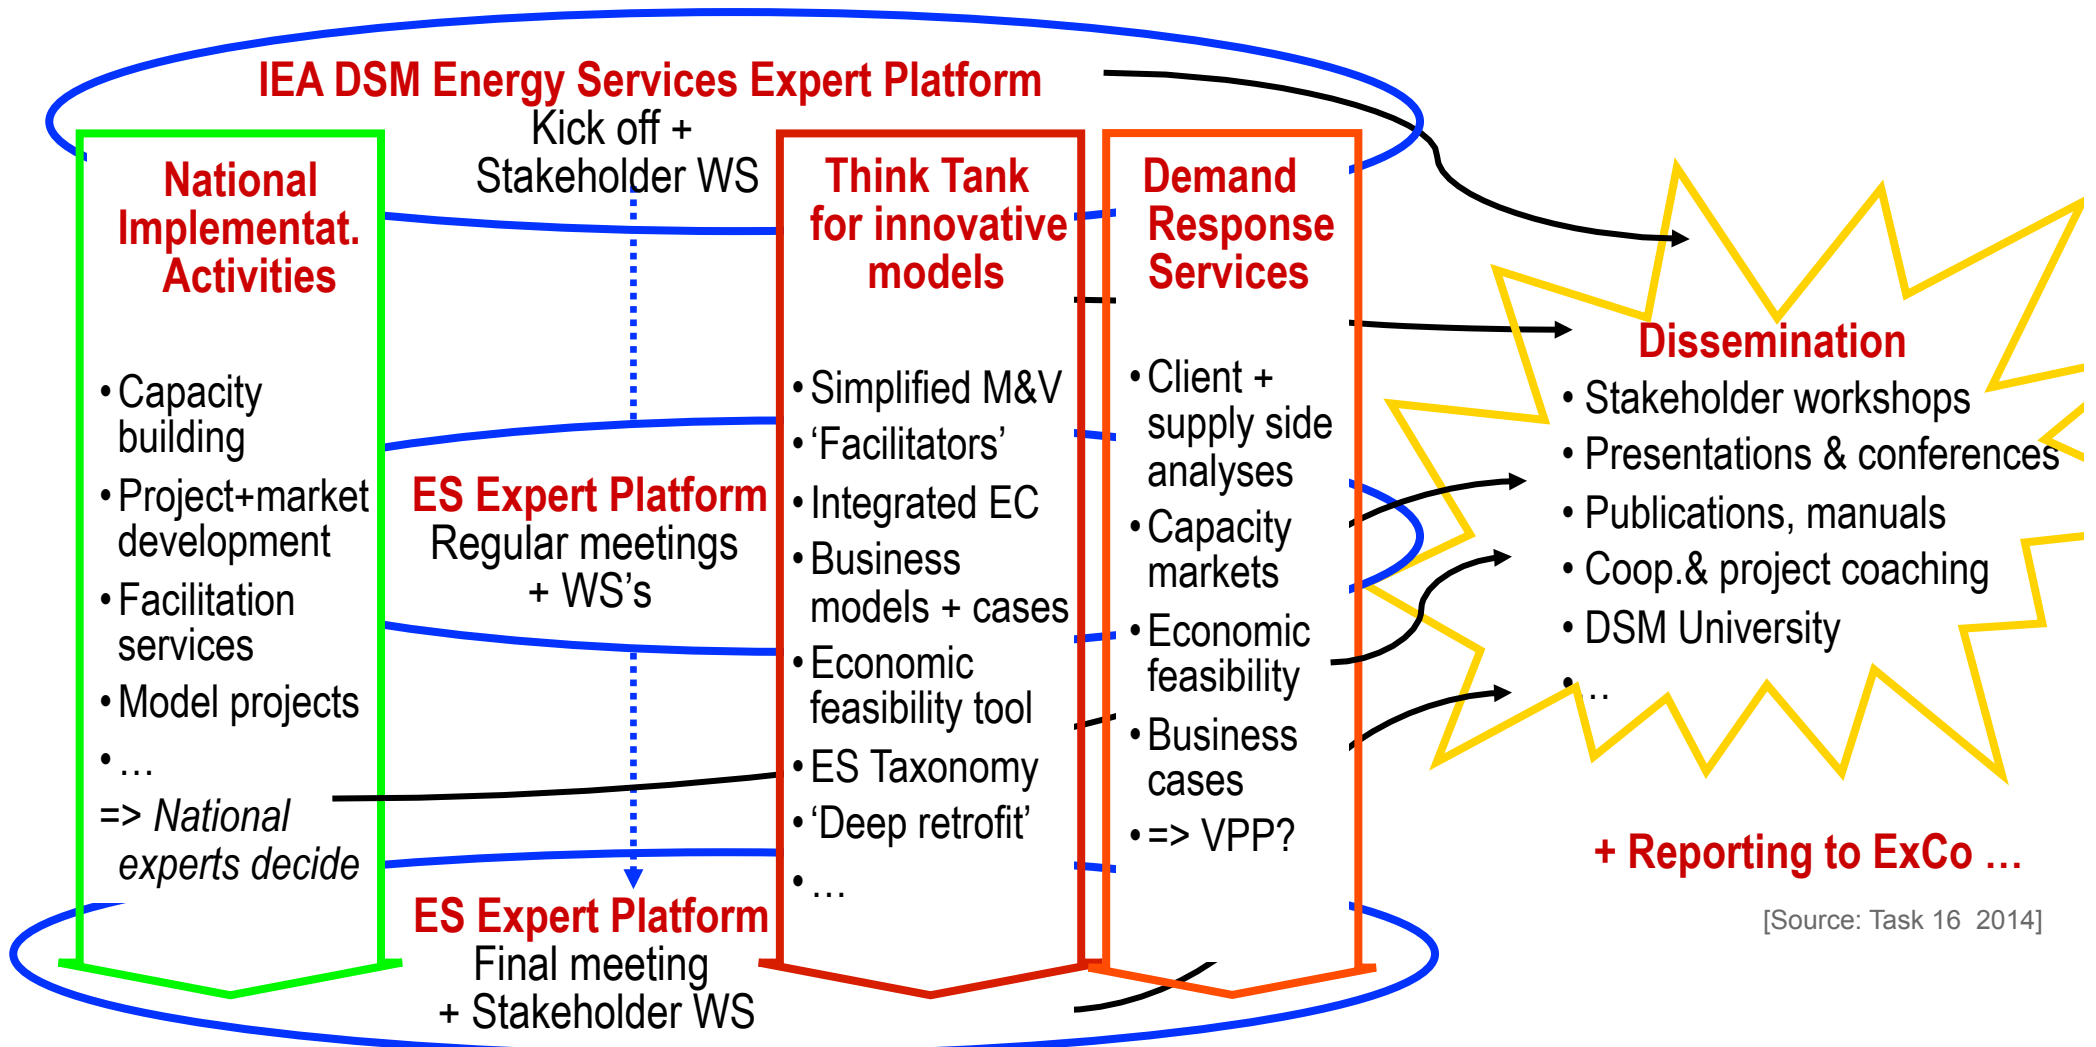 IEA DSM Energy Services Expert Platform
Kick off +
Stakeholder WS
National
Implementat.
Activities
• Capacity
building
• Project+market
development
• Facilitation
services
• Model projects
• …
=> National
experts decide
ES Expert Platform
Regular meetings
+ WS’s
ES Expert Platform
Final meeting
+ Stakeholder WS
Think Tank
for innovative
models
• Simplified M&V
• ‘Facilitators’
• Integrated EC
• Business
models + cases
• Economic
feasibility tool
• ES Taxonomy
• ‘Deep retrofit’
• …
Demand
Response
Services
• Client +
supply side
analyses
• Capacity
markets
• Economic
feasibility
• Business
cases
• => VPP?
Dissemination
• Stakeholder workshops
• Presentations & conferences
• Publications, manuals
• Coop.& project coaching
• DSM University
• …
+ Reporting to ExCo …
[Source: Task 16 2014]